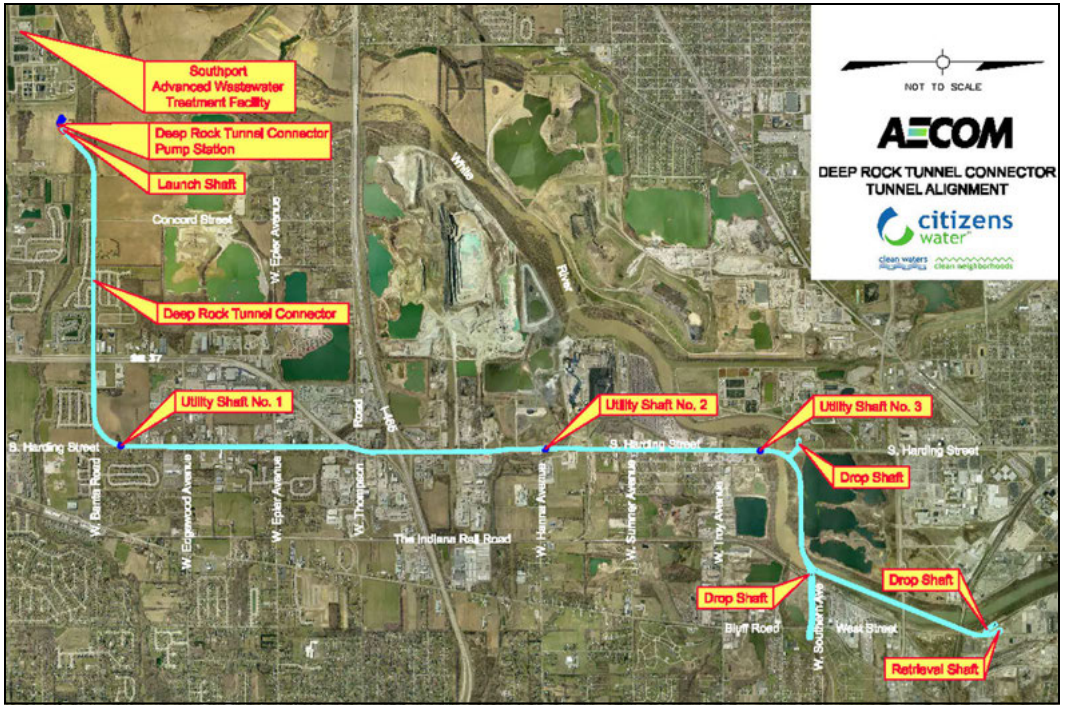 NOT TO SCALE
AECOM
DEEP ROCK TUNNEL CONNECTOR
TUNNEL ALIGNMENT
citizens
water
clean waters
clean neighborhoods
Southport
Advanced Wastewater
Treatment Facility
Deep Rock Tunnel Connector
Pump Station
Launch Shaft
Concord Street
W. Epler Avenue
White
River
Deep Rock Tunnel Connector
SR 37
I-465
Utility Shaft No. 1
Utility Shaft No. 2
Utility Shaft No. 3
S. Harding Street
S. Harding Street
S. Harding Street
Drop Shaft
W. Banta Road
W. Edgewood Avenue
W. Epler Avenue
W. Thompson
Road
W. Hanna Avenue
W. Sumner Avenue
W. Troy Avenue
The Indiana Rail Road
Drop Shaft
Drop Shaft
Bluff Road
W. Southern Ave
West Street
Retrieval Shaft